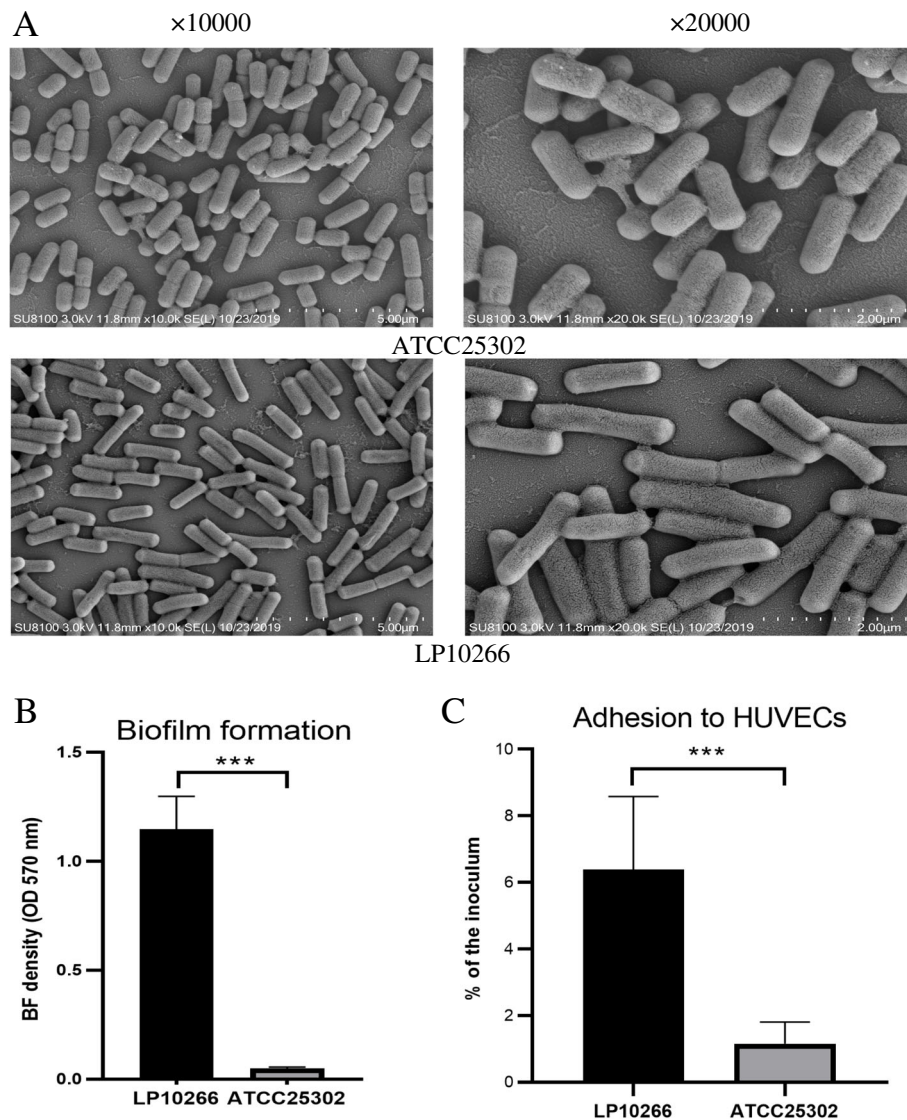 A
×10000
×20000
SU8100 3.0kV 11.8mm x10.0k SE(L) 10/23/2019 5.00µm
SU8100 3.0kV 11.8mm x20.0k SE(L) 10/23/2019 2.00µm
ATCC25302
SU8100 3.0kV 11.8mm x10.0k SE(L) 10/23/2019 5.00µm
SU8100 3.0kV 11.8mm x20.0k SE(L) 10/23/2019 2.00µm
LP10266
B
Biofilm formation
BF density (OD 570 nm)
1.5
1.0
0.5
0.0
***
LP10266 ATCC25302
C
Adhesion to HUVECs
% of the inoculum
10
8
6
4
2
0
***
LP10266 ATCC25302